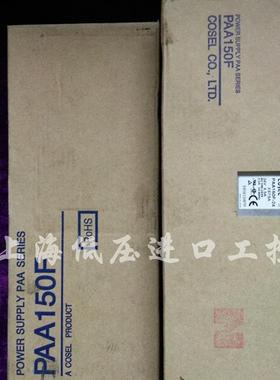 POWER SUPPLY PAA SERIES
PAA150F
A COSEL PRODUCT
RoHS
POWER SUPPLY PAA SERIES
PAA150F
COSEL CO., LTD.
上海低压进口工控